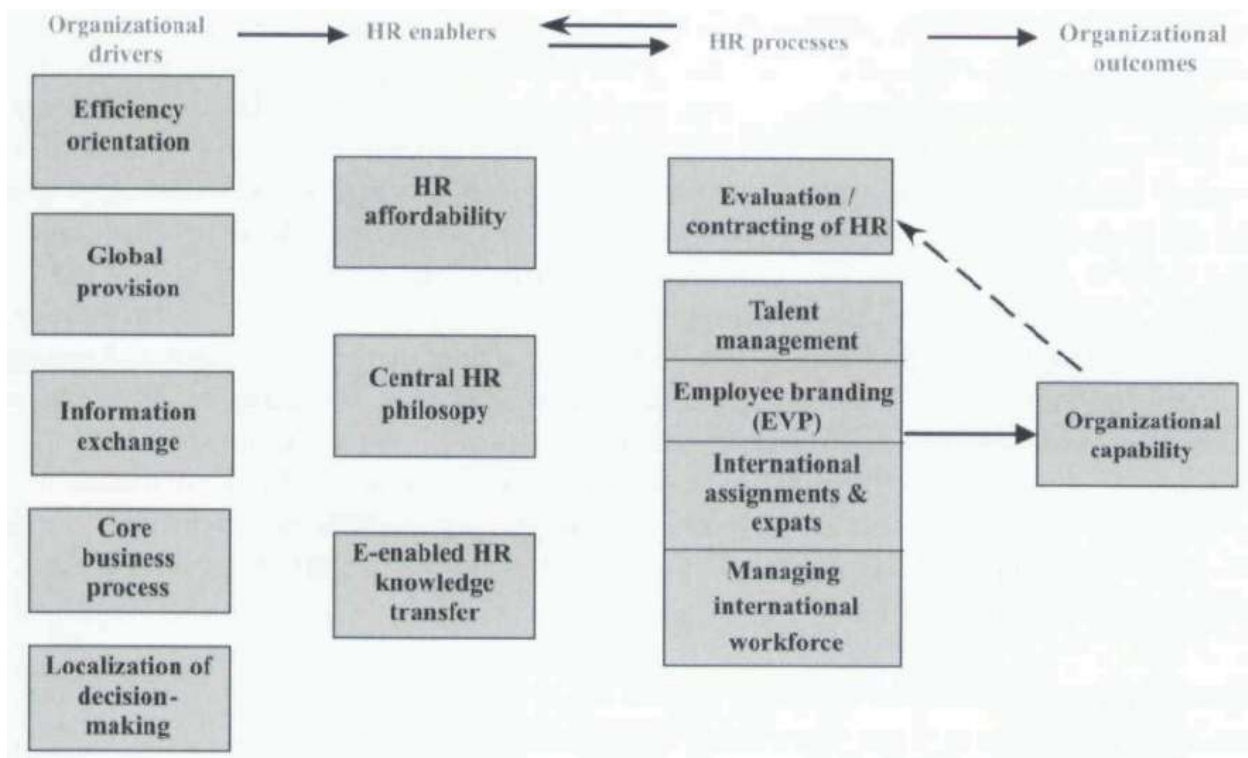 Organizational
drivers
HR enablers
HR processes
Organizational
outcomes
Efficiency
orientation
Global
provision
Information
exchange
Core
business
process
Localization of
decision-
making
HR
affordability
Central HR
philosopy
E-enabled HR
knowledge
transfer
Evaluation /
contracting of HR
Talent
management
Employee branding
(EVP)
International
assignments &
expats
Managing
international
workforce
Organizational
capability